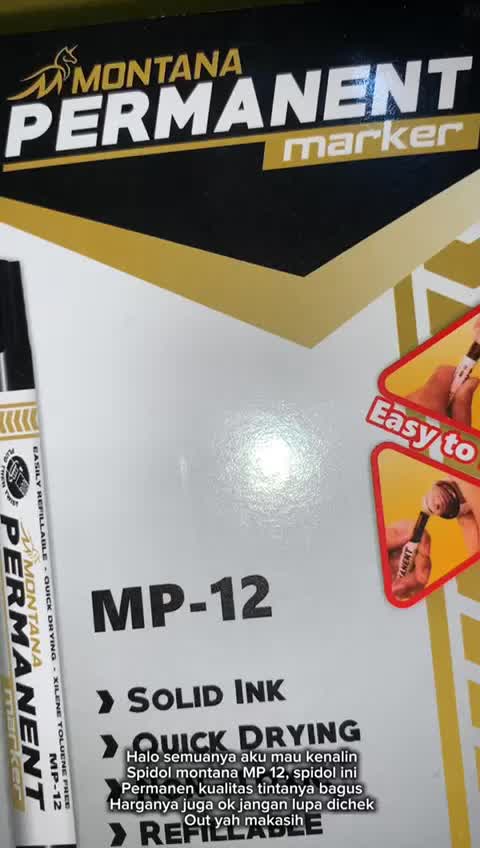 MONTANA
PERMANENT
marker
Easy to
EASILY REFILLABLE • QUICK DRYING • XILENE TOLUENE FREE
MONTANA
PERMANENT
marker
MP-12
MP-12
SOLID INK
QUICK DRYING
REFILLABLE
Halo semuanya aku mau kenalin
Spidol montana MP 12, spidol ini
Permanen kualitas tintanya bagus
Harganya juga ok jangan lupa dichek
Out yah makasih